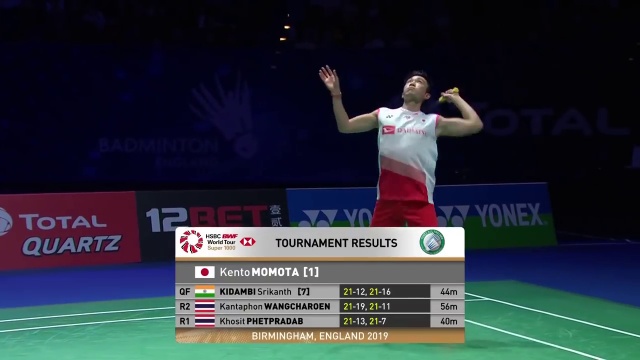 BADMINTON
TOTAL
DAIHATSU
TOTAL
QUARTZ
12BET
YONEX
YONEX
HSBC BWF
World Tour
Super 1000
TOURNAMENT RESULTS
Kento MOMOTA [1]
QF KIDAMBI Srikanth [7] 21-12, 21-16 44m
R2 Kantaphon WANGCHAROEN 21-19, 21-11 56m
R1 Khosit PHETPRADAB 21-13, 21-7 40m
BIRMINGHAM, ENGLAND 2019